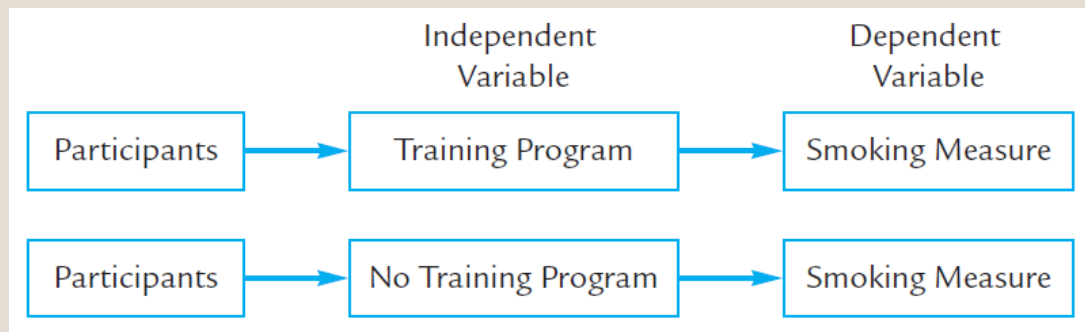 Independent Dependent
Variable Variable
Participants Training Program Smoking Measure
Participants No Training Program Smoking Measure